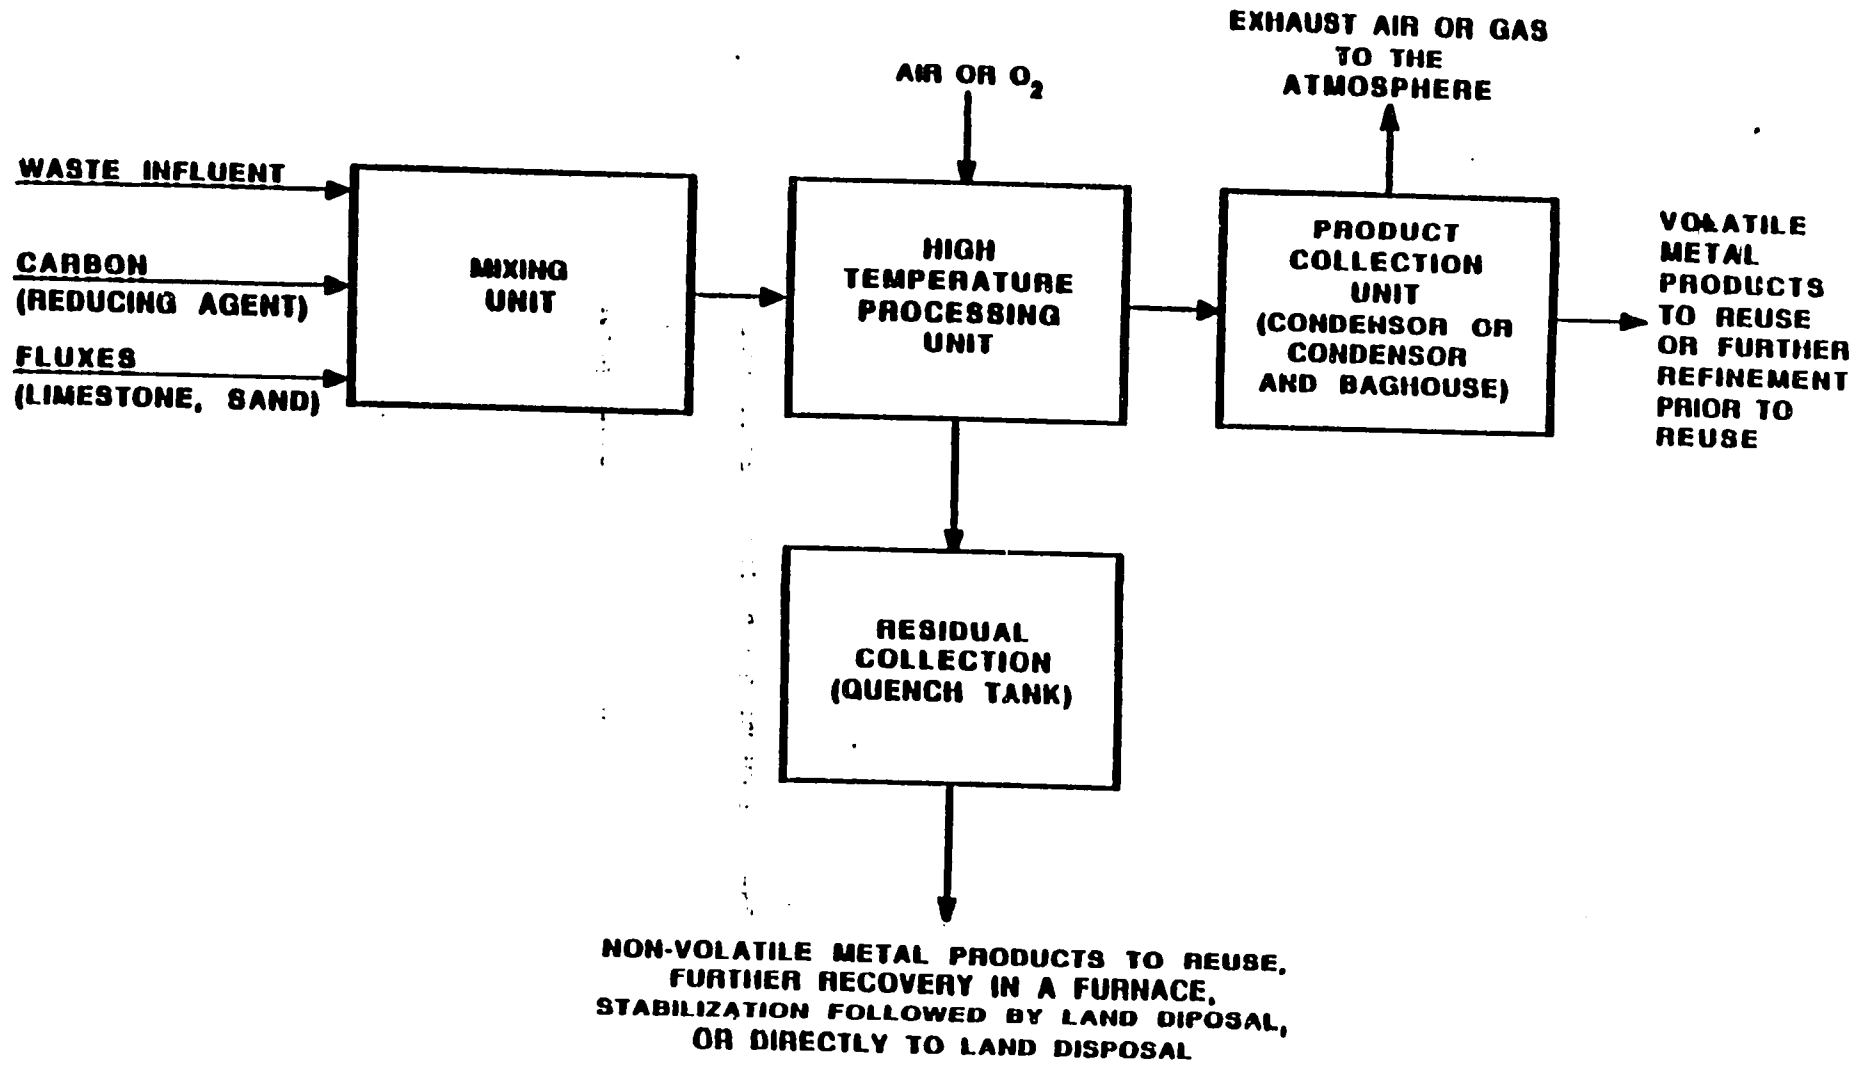 EXHAUST AIR OR GAS
TO THE
ATMOSPHERE
AIR OR O2
WASTE INFLUENT
CARBON
(REDUCING AGENT)
FLUXES
(LIMESTONE, SAND)
MIXING
UNIT
HIGH
TEMPERATURE
PROCESSING
UNIT
PRODUCT
COLLECTION
UNIT
(CONDENSOR OR
CONDENSOR
AND BAGHOUSE)
VOLATILE
METAL
PRODUCTS
TO REUSE
OR FURTHER
REFINEMENT
PRIOR TO
REUSE
RESIDUAL
COLLECTION
(QUENCH TANK)
NON-VOLATILE METAL PRODUCTS TO REUSE,
FURTHER RECOVERY IN A FURNACE,
STABILIZATION FOLLOWED BY LAND DIPOSAL,
OR DIRECTLY TO LAND DISPOSAL